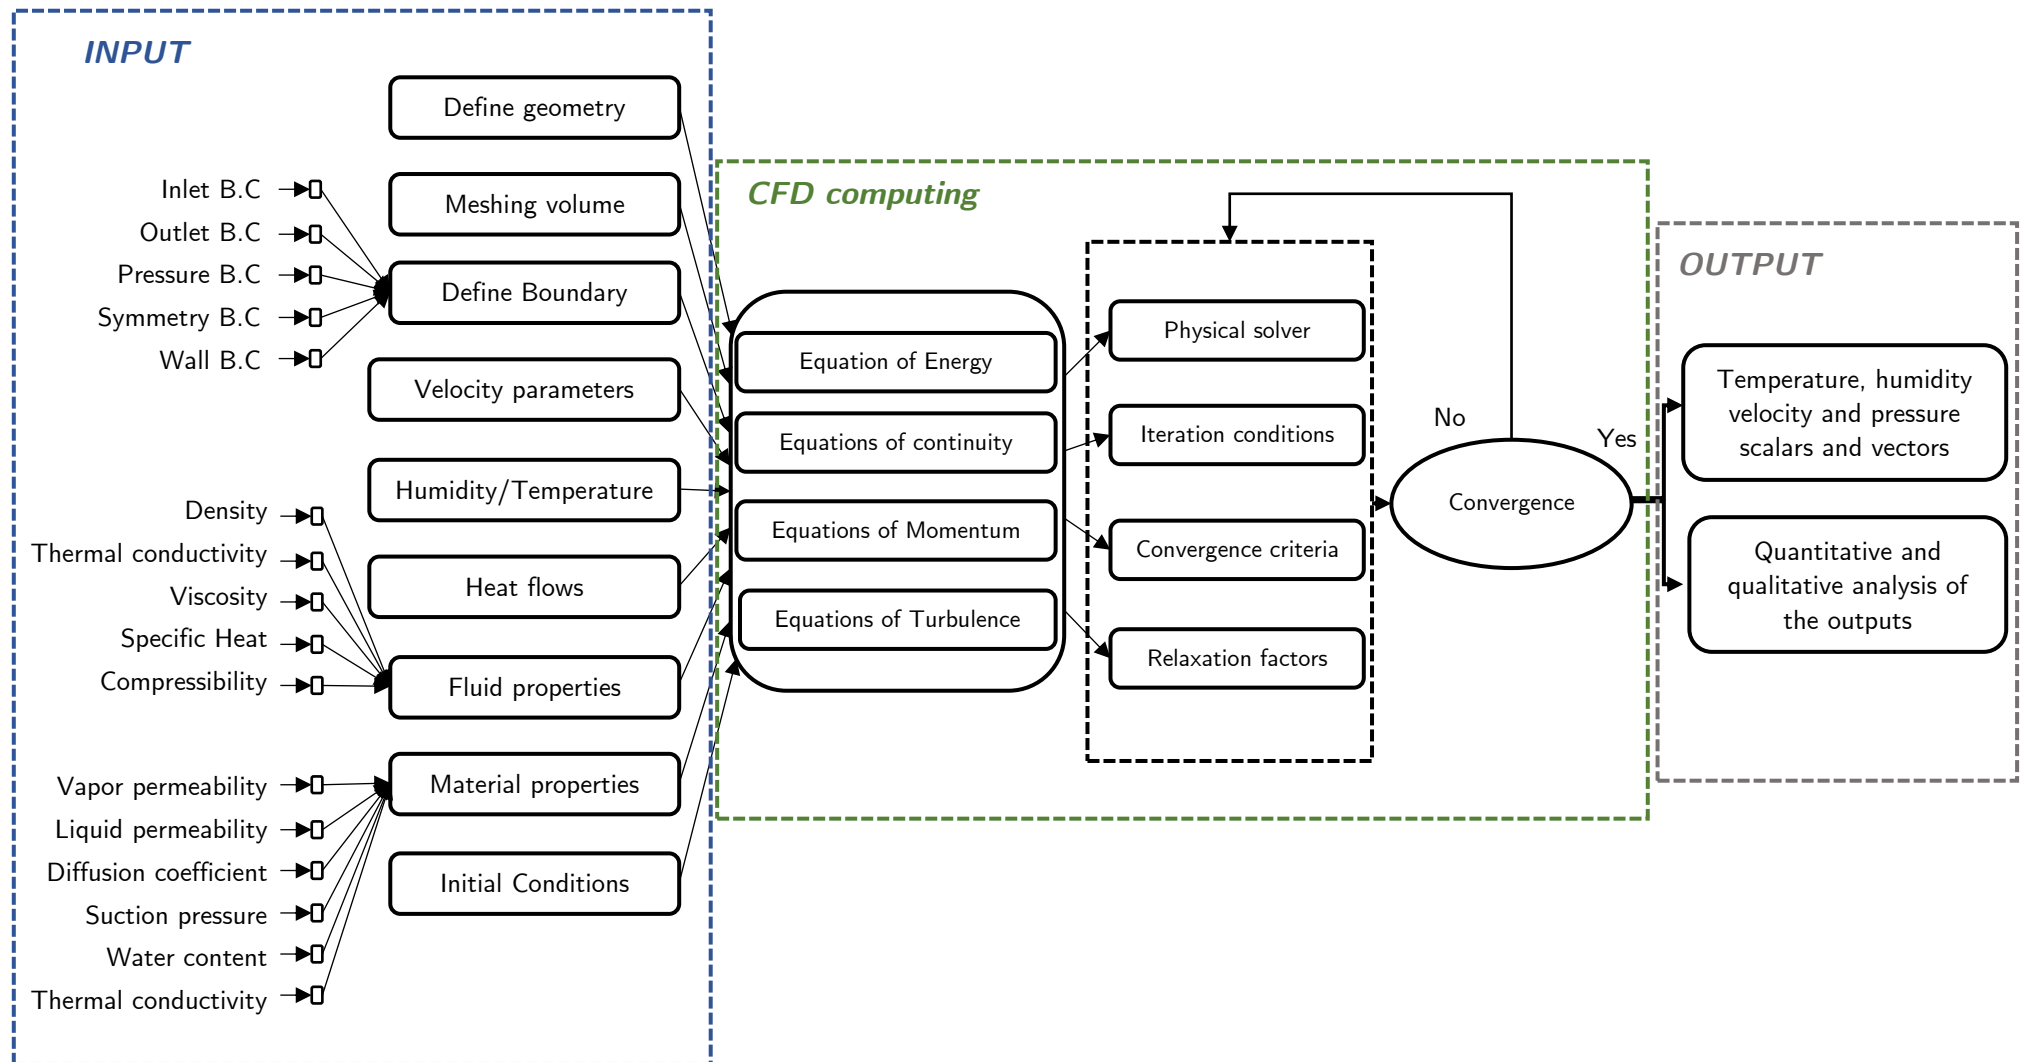 INPUT
Define geometry
Meshing volume
Inlet B.C
Outlet B.C
Pressure B.C
Symmetry B.C
Wall B.C
Define Boundary
Velocity parameters
Humidity/Temperature
Heat flows
Density
Thermal conductivity
Viscosity
Specific Heat
Compressibility
Fluid properties
Vapor permeability
Liquid permeability
Diffusion coefficient
Suction pressure
Water content
Thermal conductivity
Material properties
Initial Conditions
CFD computing
Equation of Energy
Equations of continuity
Equations of Momentum
Equations of Turbulence
Physical solver
Iteration conditions
Convergence criteria
Relaxation factors
No
Yes
Convergence
OUTPUT
Temperature, humidity
velocity and pressure
scalars and vectors
Quantitative and
qualitative analysis of
the outputs